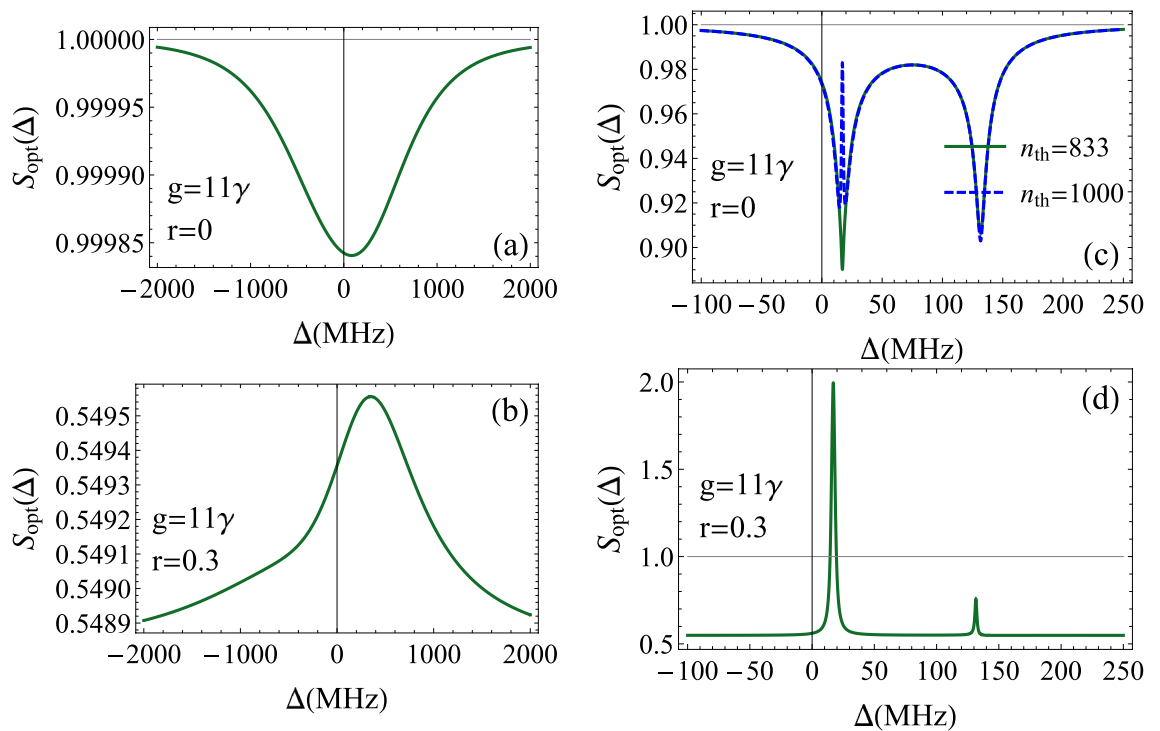 1.00000
0.99995
0.99990
0.99985
S_opt(Δ)
g=11γ
r=0
(a)
−2000 −1000 0 1000 2000
Δ(MHz)
1.00
0.98
0.96
0.94
0.92
0.90
S_opt(Δ)
g=11γ
r=0
n_th=833
n_th=1000
(c)
−100 −50 0 50 100 150 200 250
Δ(MHz)
0.5495
0.5494
0.5493
0.5492
0.5491
0.5490
0.5489
S_opt(Δ)
g=11γ
r=0.3
(b)
−2000 −1000 0 1000 2000
Δ(MHz)
2.0
1.5
1.0
0.5
S_opt(Δ)
g=11γ
r=0.3
(d)
−100 −50 0 50 100 150 200 250
Δ(MHz)